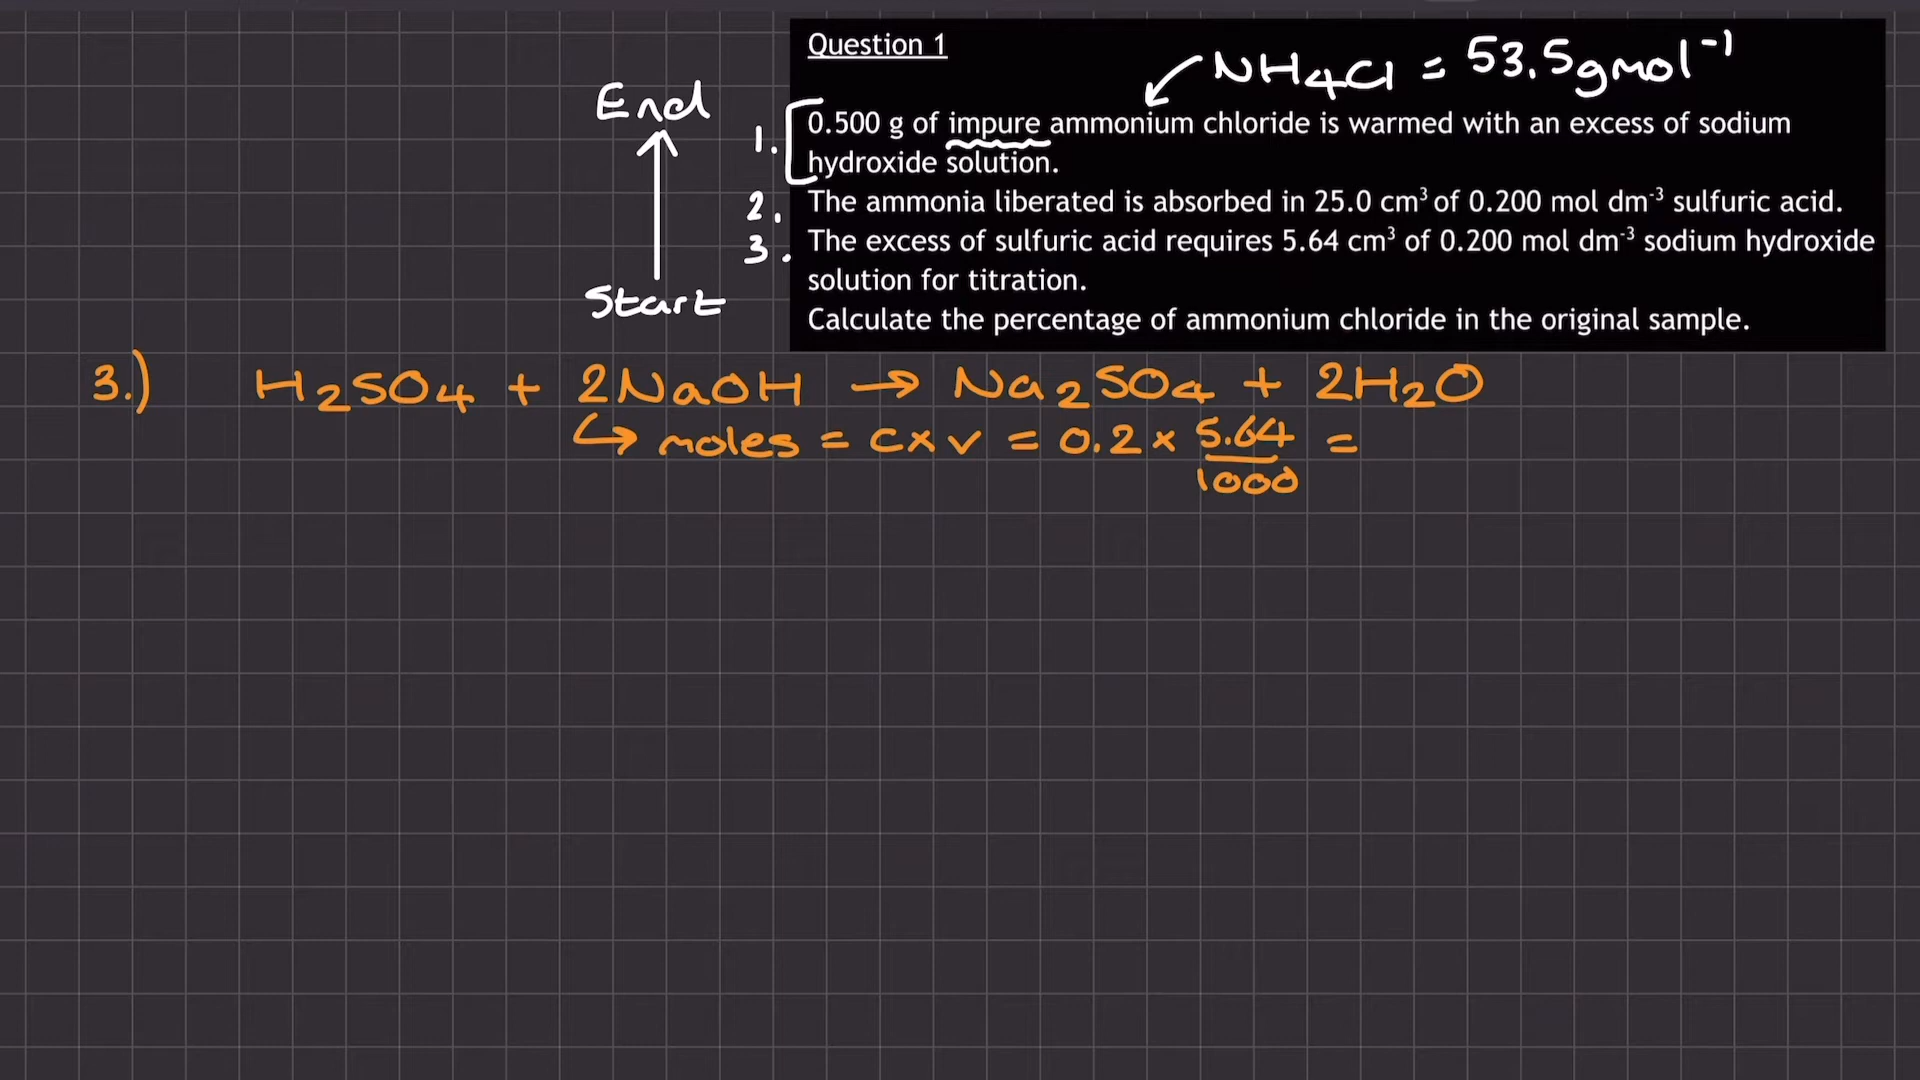 Question 1
NH4Cl = 53.5gmol⁻¹
End
1.
0.500 g of impure ammonium chloride is warmed with an excess of sodium
hydroxide solution.
2.
The ammonia liberated is absorbed in 25.0 cm³ of 0.200 mol dm⁻³ sulfuric acid.
3.
The excess of sulfuric acid requires 5.64 cm³ of 0.200 mol dm⁻³ sodium hydroxide
solution for titration.
Start
Calculate the percentage of ammonium chloride in the original sample.
3.) H2SO4 + 2NaOH → Na2SO4 + 2H2O
↳ moles = c x v = 0.2 x 5.64 =
1000